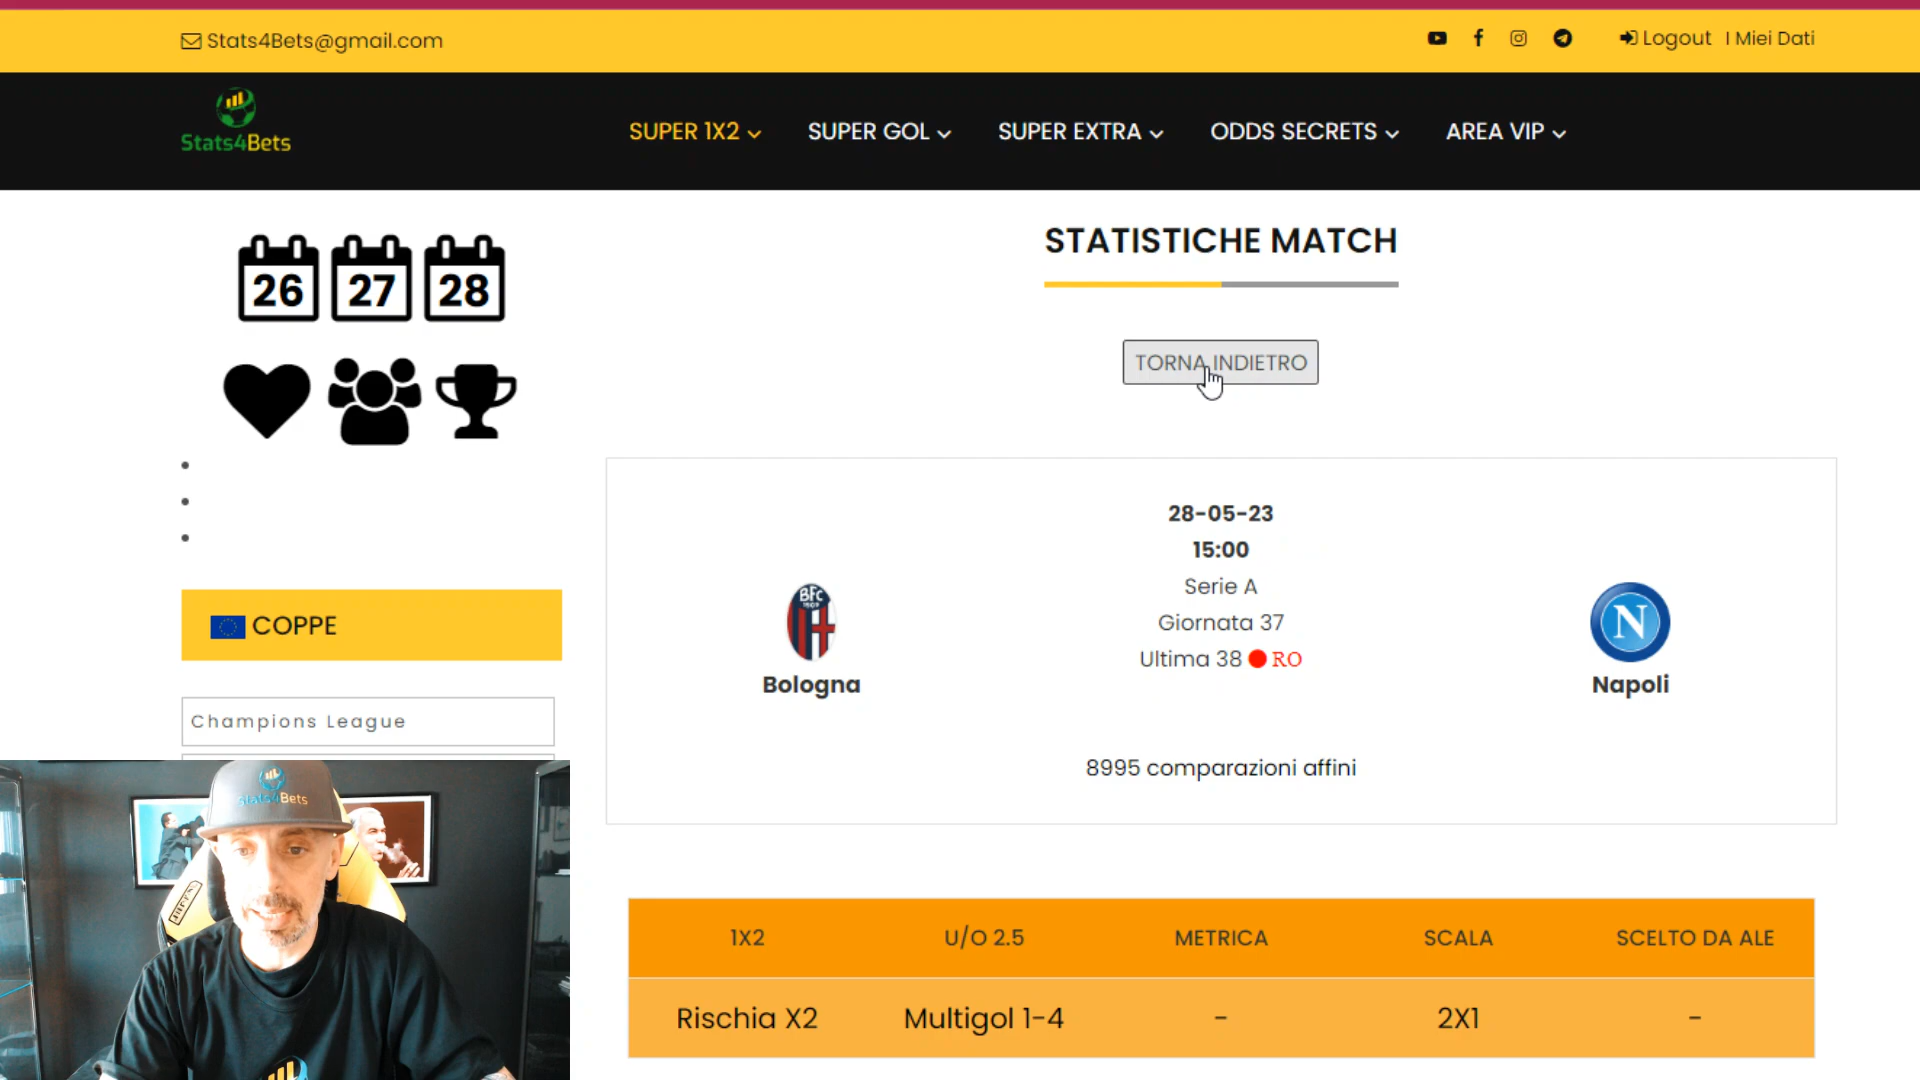 Stats4Bets@gmail.com
Logout I Miei Dati
Stats4Bets
SUPER 1X2
SUPER GOL
SUPER EXTRA
ODDS SECRETS
AREA VIP
26 27 28
STATISTICHE MATCH
TORNA INDIETRO
COPPE
Champions League
28-05-23
15:00
Serie A
Giornata 37
Ultima 38 RO
BFC
1909
Bologna
N
Napoli
8995 comparazioni affini
1X2 U/O 2.5 METRICA SCALA SCELTO DA ALE
Rischia X2 Multigol 1-4 - 2X1 -
Stats4Bets